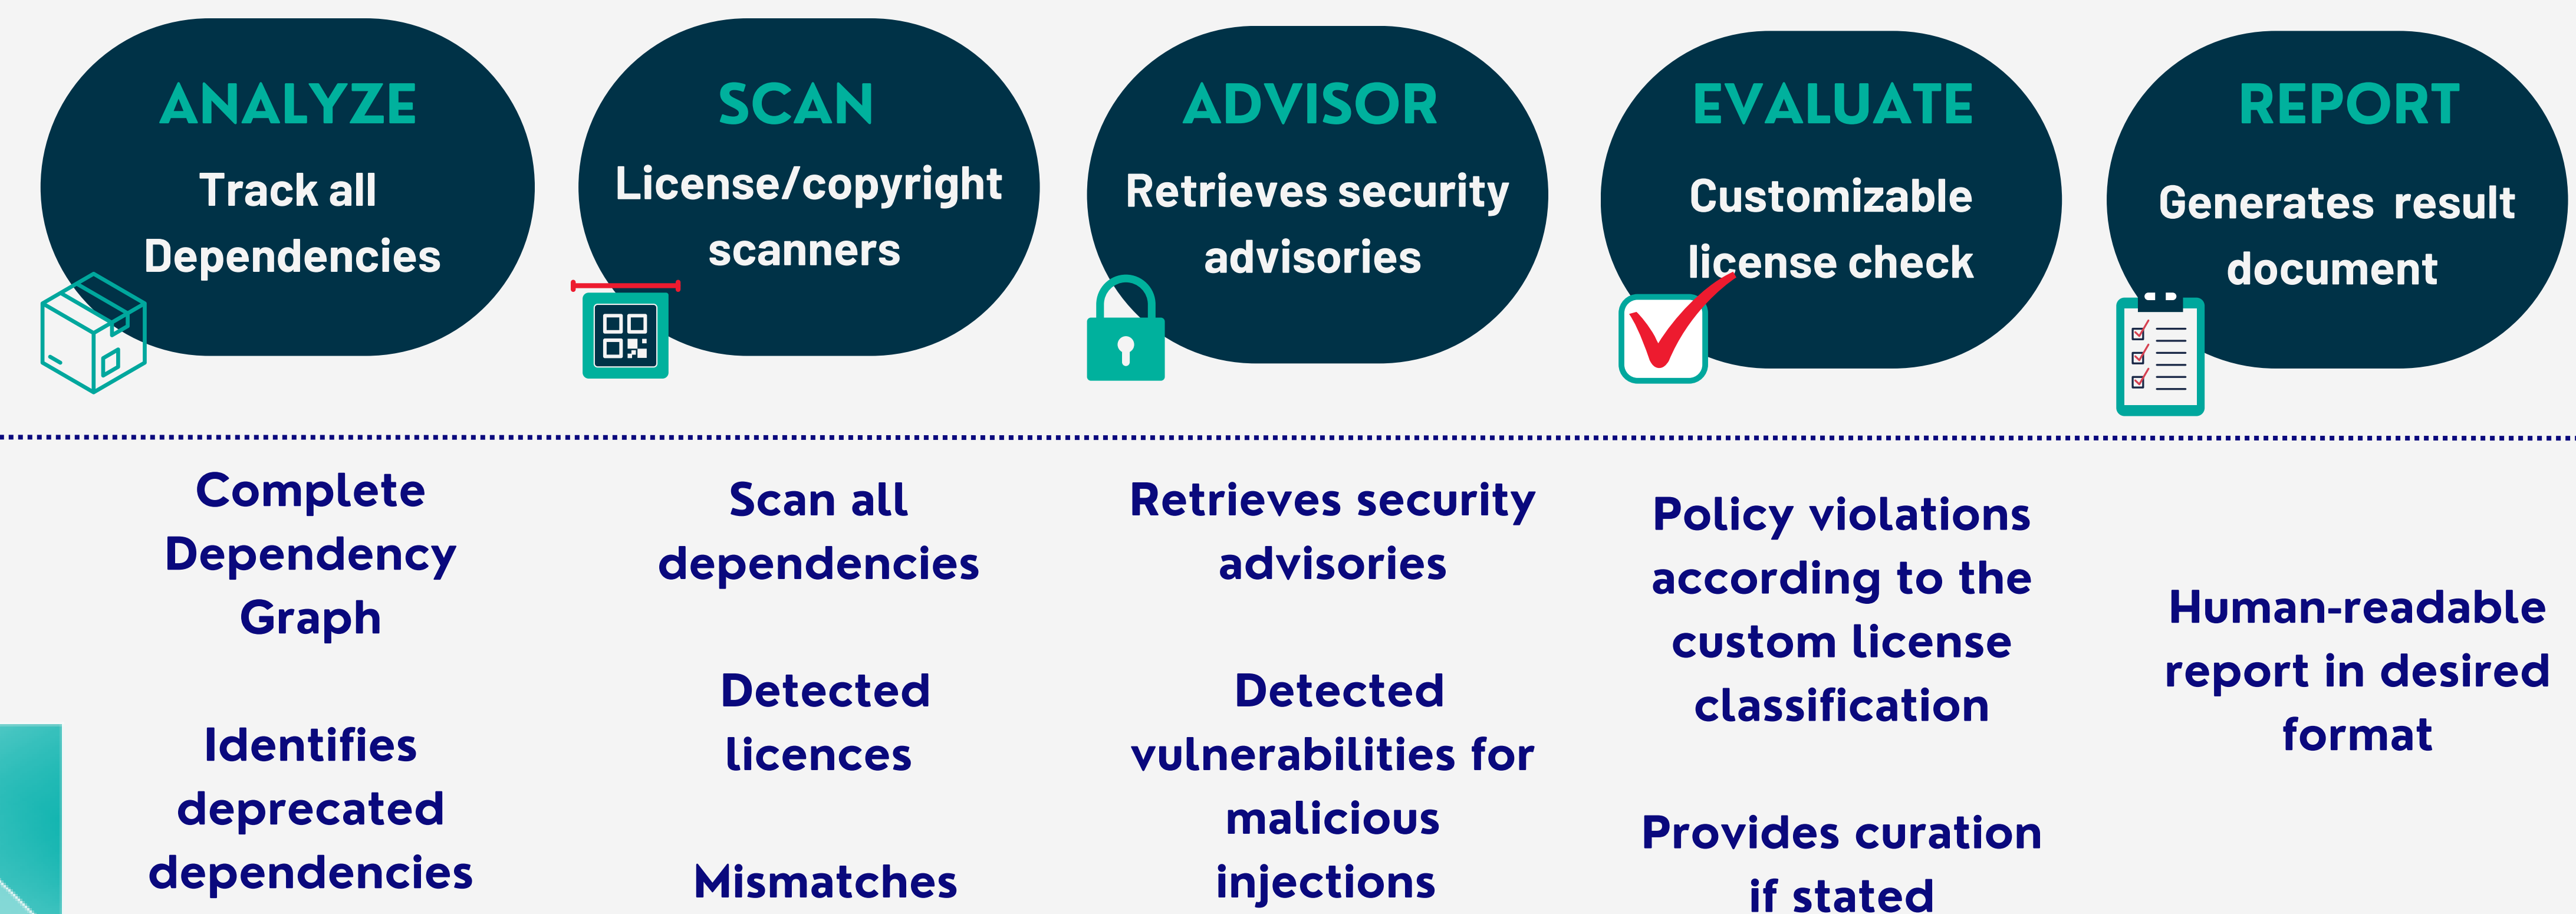 ANALYZE
Track all
Dependencies
SCAN
License/copyright
scanners
ADVISOR
Retrieves security
advisories
EVALUATE
Customizable
license check
REPORT
Generates result
document
Complete
Dependency
Graph
Identifies
deprecated
dependencies
Scan all
dependencies
Detected
licences
Mismatches
Retrieves security
advisories
Detected
vulnerabilities for
malicious
injections
Policy violations
according to the
custom license
classification
Provides curation
if stated
Human-readable
report in desired
format